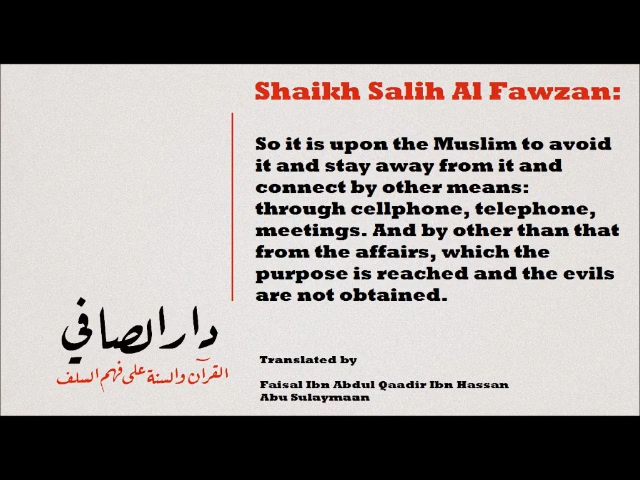 Shaikh Salih Al Fawzan:
So it is upon the Muslim to avoid
it and stay away from it and
connect by other means:
through cellphone, telephone,
meetings. And by other than that
from the affairs, which the
purpose is reached and the evils
are not obtained.
دار الصافي
القرآن والسنة على فهم السلف
Translated by
Faisal Ibn Abdul Qaadir Ibn Hassan
Abu Sulaymaan